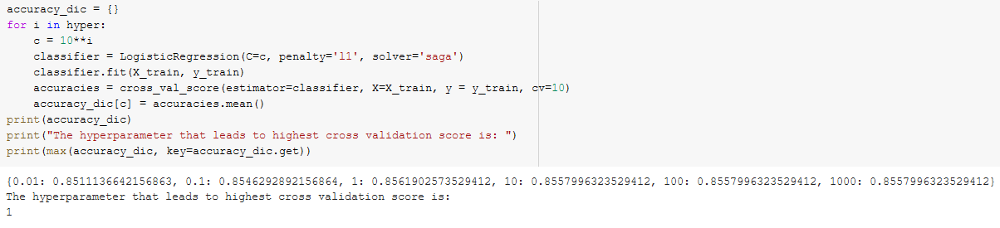 accuracy_dic = {}
for i in hyper:
    c = 10**i
    classifier = LogisticRegression(C=c, penalty='l1', solver='saga')
    classifier.fit(X_train, y_train)
    accuracies = cross_val_score(estimator=classifier, X=X_train, y = y_train, cv=10)
    accuracy_dic[c] = accuracies.mean()
print(accuracy_dic)
print("The hyperparameter that leads to highest cross validation score is: ")
print(max(accuracy_dic, key=accuracy_dic.get))
{0.01: 0.8511136642156863, 0.1: 0.8546292892156864, 1: 0.8561902573529412, 10: 0.8557996323529412, 100: 0.8557996323529412, 1000: 0.8557996323529412}
The hyperparameter that leads to highest cross validation score is:
1